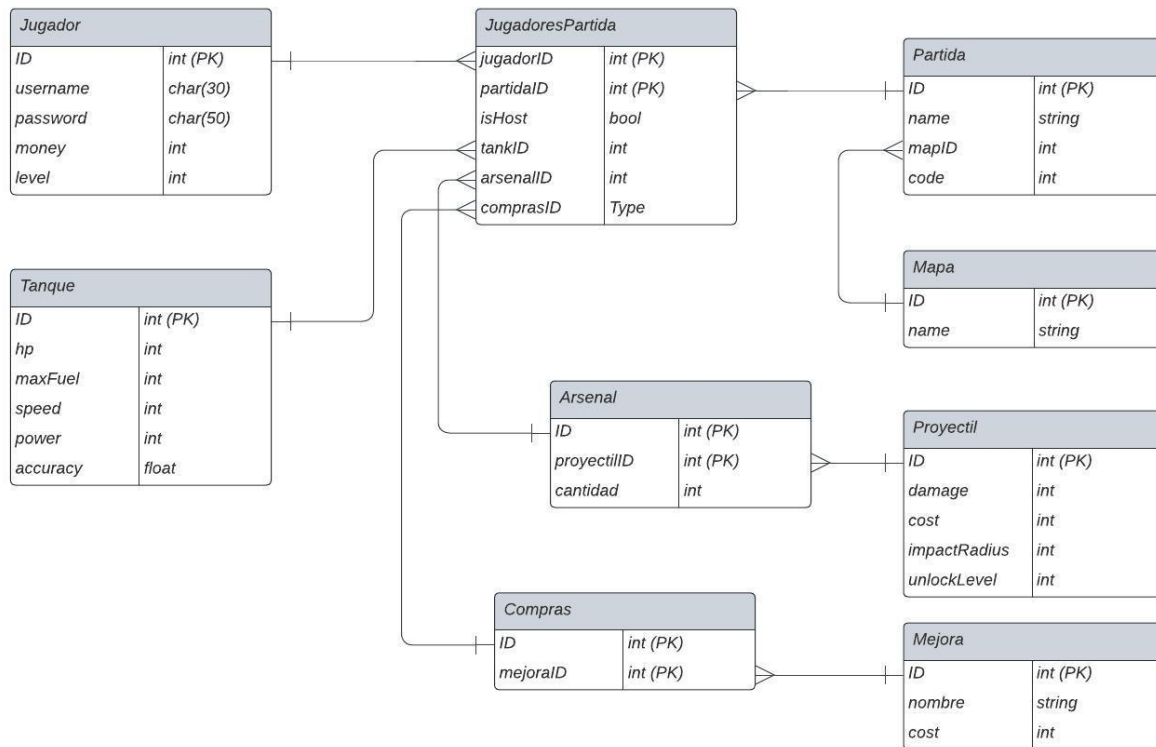 Jugador
ID int (PK)
username char(30)
password char(50)
money int
level int
JugadoresPartida
jugadorID int (PK)
partidaID int (PK)
isHost bool
tankID int
arsenalID int
comprasID Type
Partida
ID int (PK)
name string
mapID int
code int
Tanque
ID int (PK)
hp int
maxFuel int
speed int
power int
accuracy float
Mapa
ID int (PK)
name string
Arsenal
ID int (PK)
proyectilID int (PK)
cantidad int
Proyectil
ID int (PK)
damage int
cost int
impactRadius int
unlockLevel int
Compras
ID int (PK)
mejoraID int (PK)
Mejora
ID int (PK)
nombre string
cost int